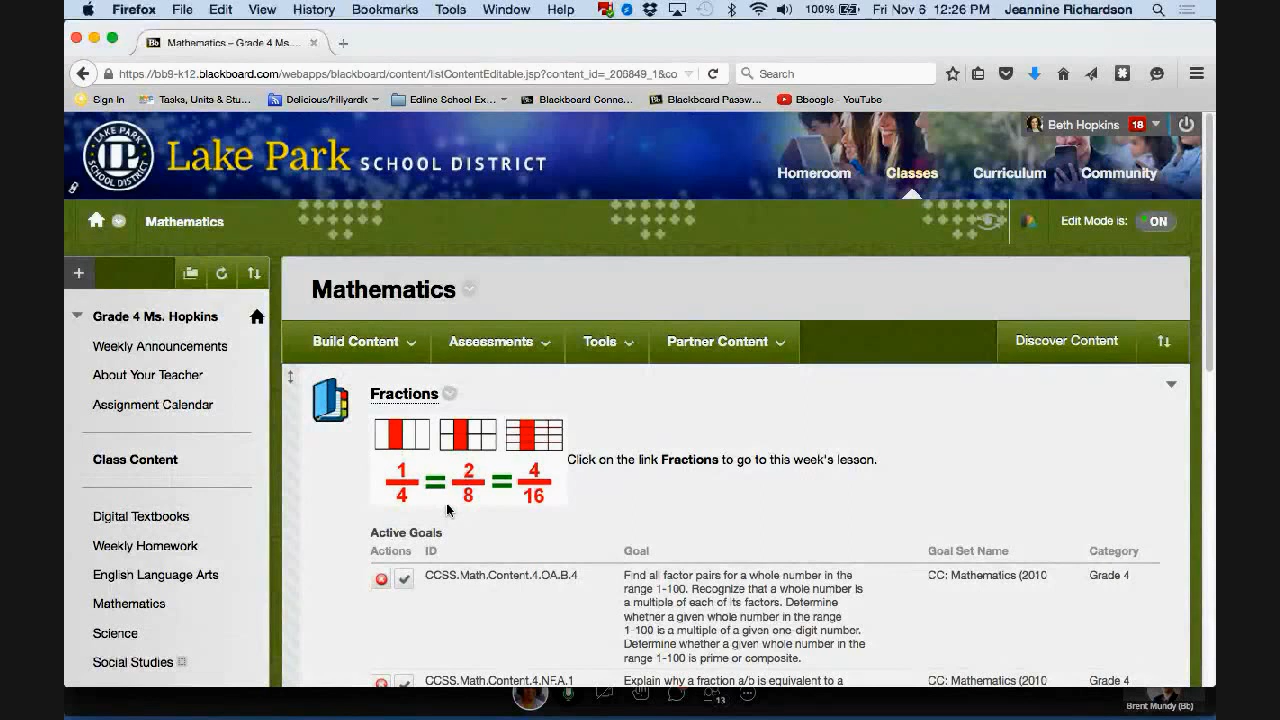 Firefox File Edit View History Bookmarks Tools Window Help 100% Fri Nov 6 12:26 PM Jeannine Richardson
Bb Mathematics – Grade 4 Ms....
https://bb9-k12.blackboard.com/webapps/blackboard/content/listContentEditable.jsp?content_id=_206849_1&co
Search
Sign In Tasks, Units & Stu... Delicious/hillyardk Edline School Ex... Bb Blackboard Conne... Bb Blackboard Passw... Bboogle - YouTube
LAKE PARK
LP
SCHOOL DISTRICT
Lake Park SCHOOL DISTRICT
Beth Hopkins 18
Homeroom Classes Curriculum Community
Mathematics
Edit Mode is: ON
Grade 4 Ms. Hopkins
Weekly Announcements
About Your Teacher
Assignment Calendar
Class Content
Digital Textbooks
Weekly Homework
English Language Arts
Mathematics
Science
Social Studies
Mathematics
Build Content Assessments Tools Partner Content Discover Content
Fractions
1/4 = 2/8 = 4/16
Click on the link Fractions to go to this week's lesson.
Active Goals
Actions ID Goal Goal Set Name Category
CCSS.Math.Content.4.OA.B.4 Find all factor pairs for a whole number in the CC: Mathematics (2010 Grade 4
range 1-100. Recognize that a whole number is
a multiple of each of its factors. Determine
whether a given whole number in the range
1-100 is a multiple of a given one-digit number.
Determine whether a given whole number in the
range 1-100 is prime or composite.
CCSS.Math.Content.4.NF.A.1 Explain why a fraction a/b is equivalent to a CC: Mathematics (2010 Grade 4
13
Brent Mundy (Bb)